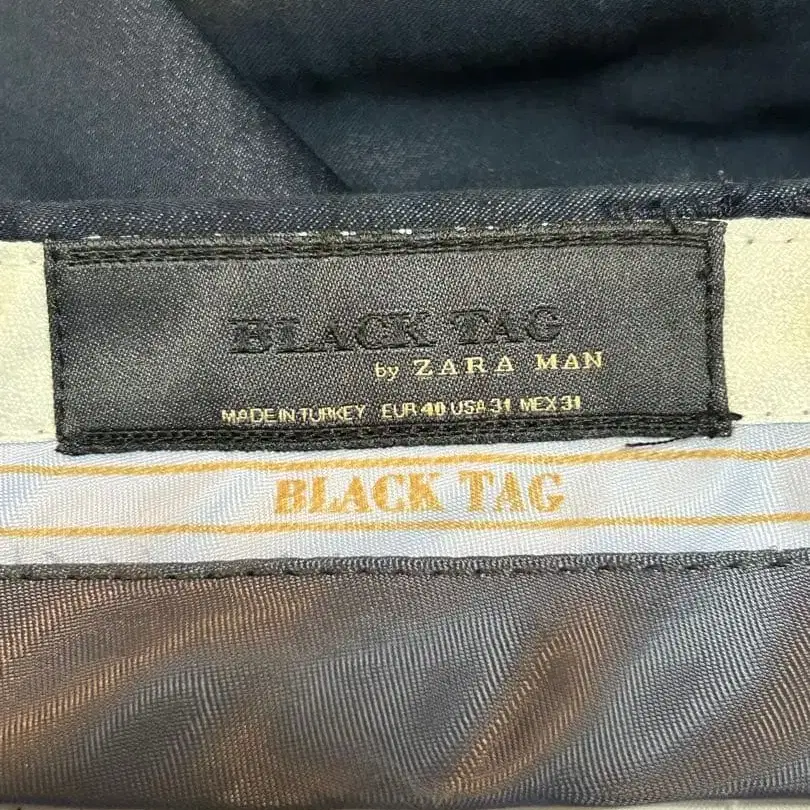 BLACK TAG
by ZARA MAN
MADE IN TURKEY EUR 40 USA 31 MEX 31
BLACK TAG